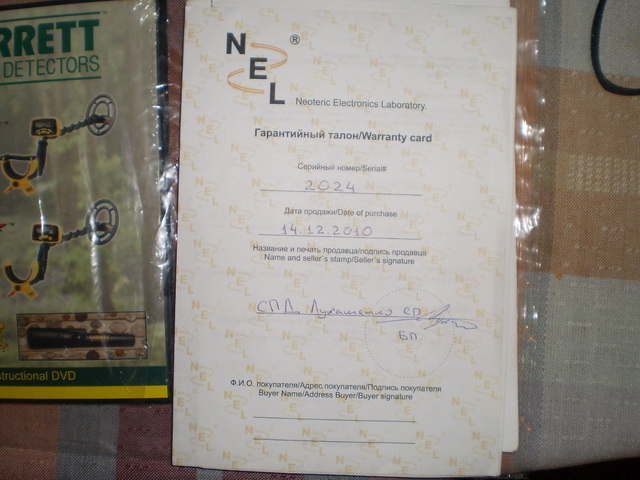 RRETT
DETECTORS
structional DVD
N
E
L
®
Neoteric Electronics Laboratory.
Гарантийный талон/Warranty card
Серийный номер/Serial#
2024
Дата продажи/Date of purchase
14.12.2010
Название и печать продавца/подпись продавца
Name and seller`s stamp/Seller`s signature
СПД Лукашенко
БП
Ф.И.О. покупателя/Адрес покупателя/Подпись покупателя
Buyer Name/Address Buyer/Buyer signature